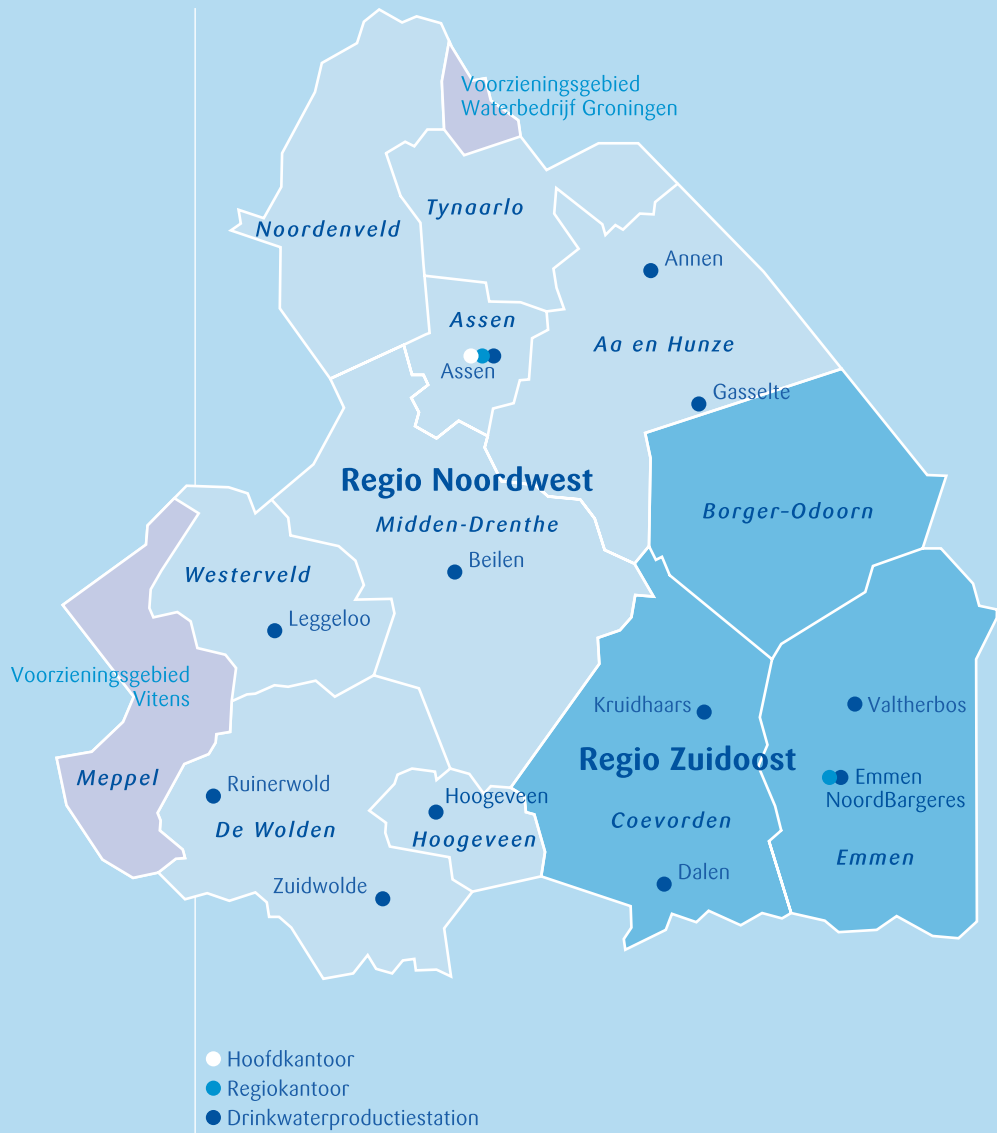 Voorzieningsgebied
Waterbedrijf Groningen
Tynaarlo
Noordenveld
Annen
Assen
Aa en Hunze
Assen
Gasselte
Regio Noordwest
Borger-Odoorn
Midden-Drenthe
Beilen
Westerveld
Leggeloo
Voorzieningsgebied
Vitens
Kruidhaars
Valtherbos
Regio Zuidoost
Meppel
Emmen
NoordBargeres
Ruinerwold
Hoogeveen
De Wolden
Coevorden
Hoogeveen
Emmen
Dalen
Zuidwolde
Hoofdkantoor
Regiokantoor
Drinkwaterproductiestation